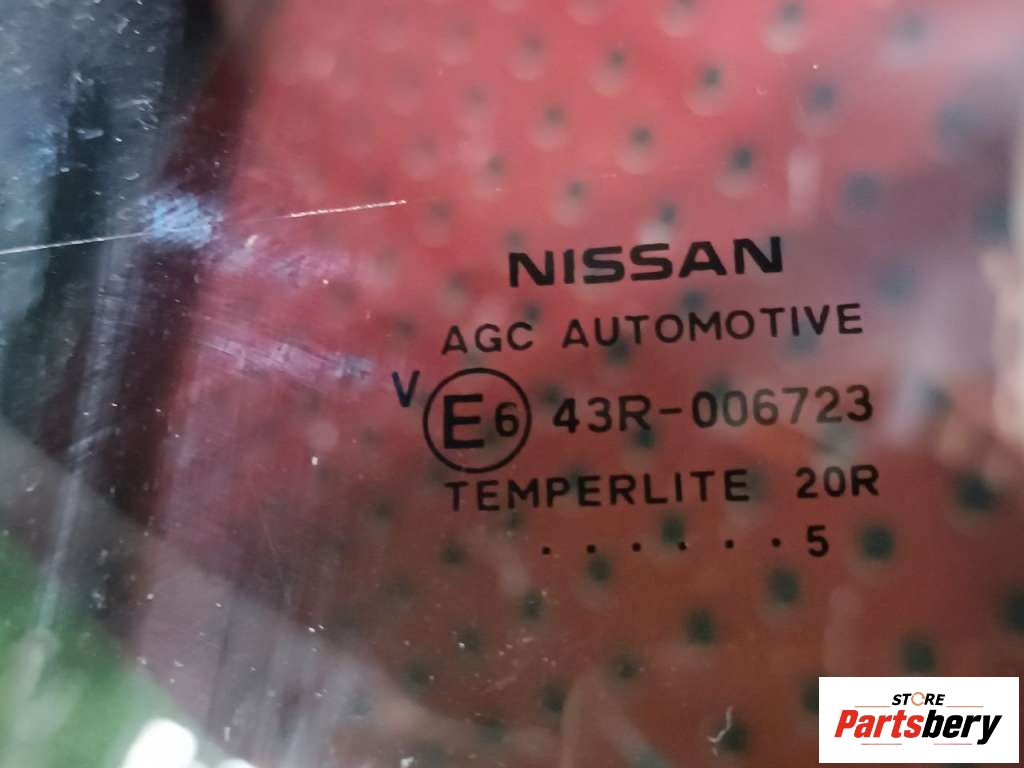 NISSAN
AGC AUTOMOTIVE
V E6 43R-006723
TEMPERLITE 20R
. . . . . . 5
STORE
Partsbery